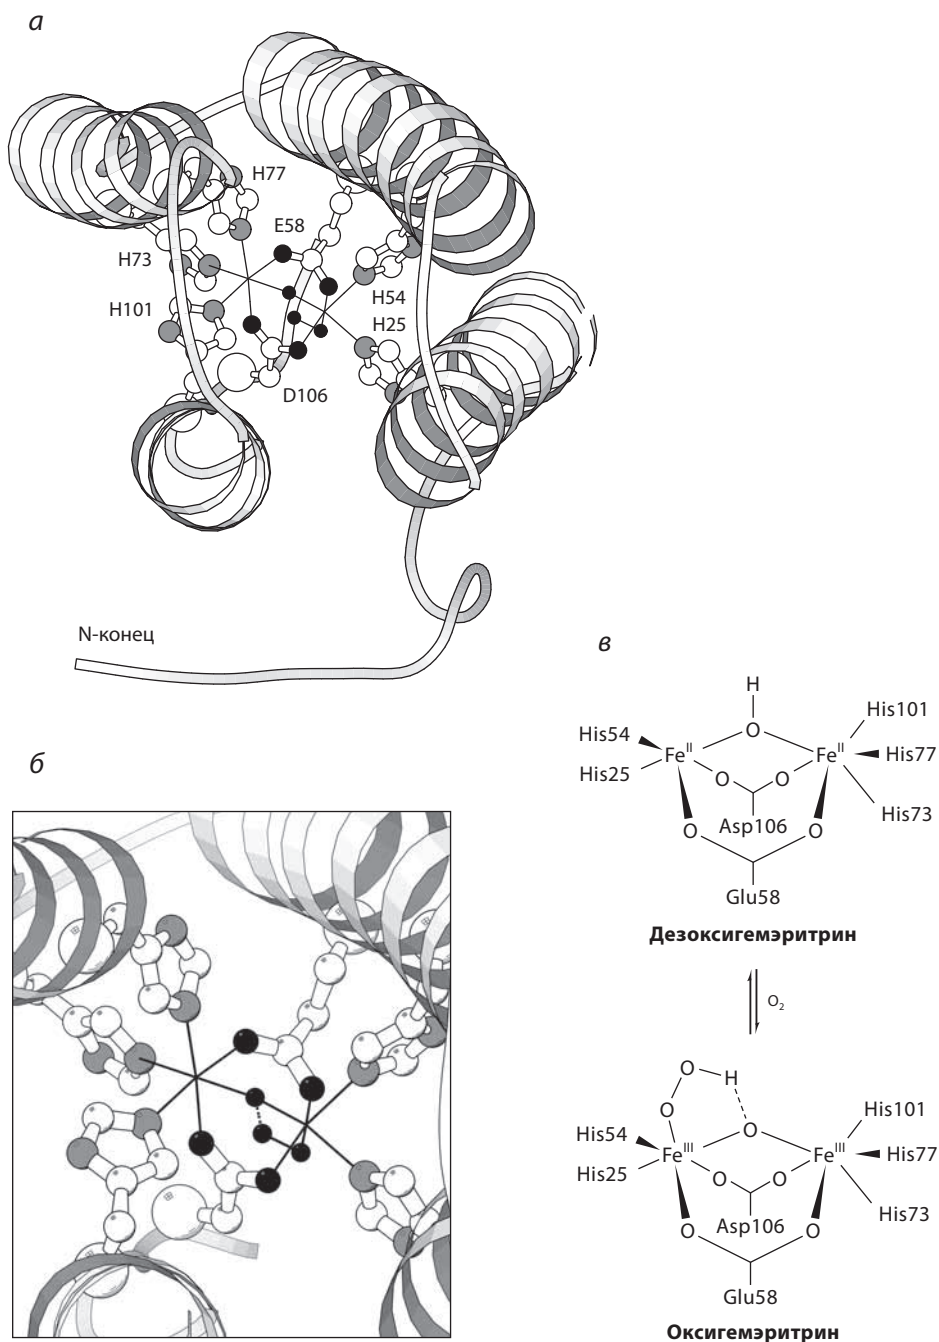 а
H77
E58
H73
H54
H101
H25
D106
N-конец
в
H
O
His101
His54
Fe^II
Fe^II
His77
His25
O
O
His73
Asp106
O
O
Glu58
Дезоксигемэритрин
O₂
O
H
O
O
His101
His54
Fe^III
Fe^III
His77
His25
O
O
His73
Asp106
O
O
Glu58
Оксигемэритрин
б